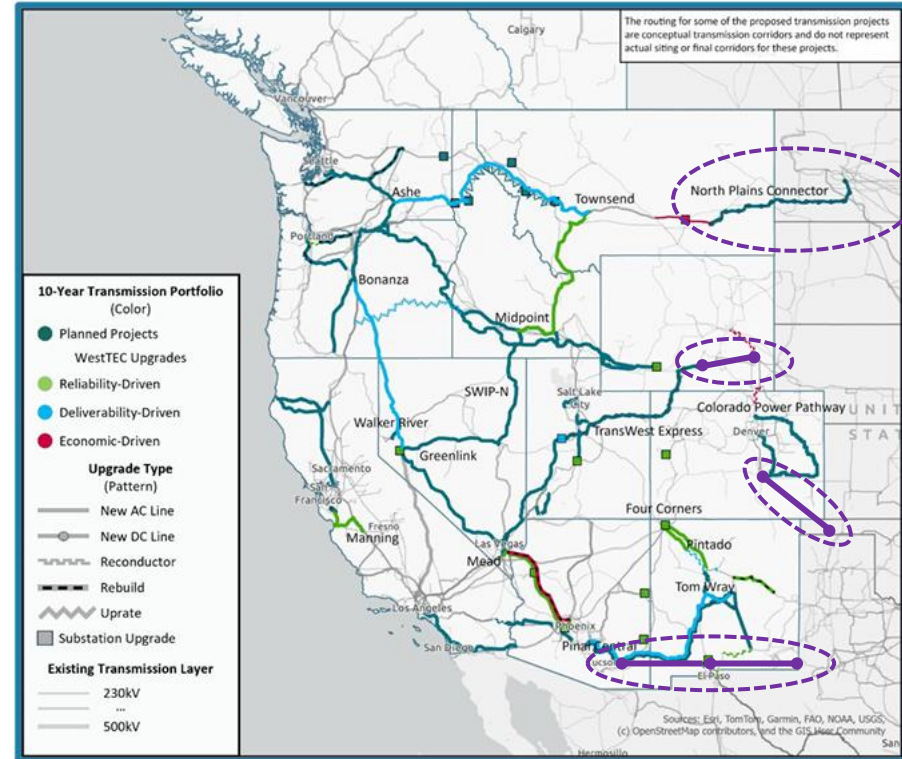 The routing for some of the proposed transmission projects
are conceptual transmission corridors and do not represent
actual siting or final corridors for these projects.
Calgary
Vancouver
Seattle
Ashe
Townsend
North Plains Connector
Portland
Bonanza
Midpoint
SWIP-N
Salt Lake
City
Colorado Power Pathway
UNIT
STAT
Denver
Walker River
TransWest Express
Greenlink
Sacramento
San
Francisco
Fresno
Manning
Four Corners
Las Vegas
Mead
Pintado
Tom Wray
Los Angeles
Phoenix
San Diego
Pinal Central
El Paso
10-Year Transmission Portfolio
(Color)
Planned Projects
WestTEC Upgrades
Reliability-Driven
Deliverability-Driven
Economic-Driven
Upgrade Type
(Pattern)
New AC Line
New DC Line
Reconductor
Rebuild
Uprate
Substation Upgrade
Existing Transmission Layer
230kV
...
500kV
Sources: Esri, TomTom, Garmin, FAO, NOAA, USGS,
(c) OpenStreetMap contributors, and the GIS User Community
Hermosillo
San